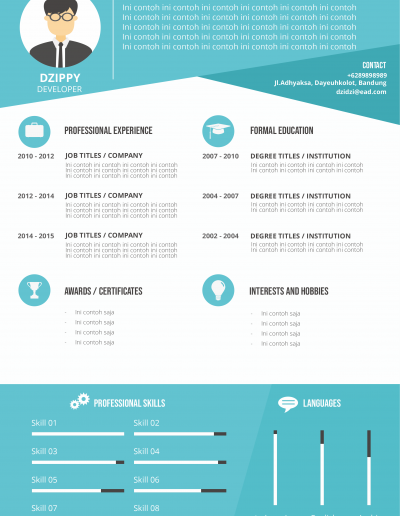 Ini contoh ini contoh ini contoh ini contoh ini contoh
Ini contoh ini contoh ini contoh ini contoh ini contoh
Ini contoh ini contoh ini contoh ini contoh ini contoh
Ini contoh ini contoh ini contoh ini contoh ini contoh
Ini contoh ini contoh ini contoh ini contoh ini contoh
DZIPPY
DEVELOPER
CONTACT
+6289898989
Jl.Adhyaksa, Dayeuhkolot, Bandung
dzidzi@ead.com
PROFESSIONAL EXPERIENCE
2010 - 2012
JOB TITLES / COMPANY
Ini contoh ini contoh ini contoh ini contoh
Ini contoh ini contoh ini contoh ini contoh
Ini contoh ini contoh ini contoh ini contoh
2012 - 2014
JOB TITLES / COMPANY
Ini contoh ini contoh ini contoh ini contoh
Ini contoh ini contoh ini contoh ini contoh
Ini contoh ini contoh ini contoh ini contoh
2014 - 2015
JOB TITLES / COMPANY
Ini contoh ini contoh ini contoh ini contoh
Ini contoh ini contoh ini contoh ini contoh
Ini contoh ini contoh ini contoh ini contoh
FORMAL EDUCATION
2007 - 2010
DEGREE TITLES / INSTITUTION
Ini contoh ini contoh ini contoh ini contoh
Ini contoh ini contoh ini contoh ini contoh
2004 - 2007
DEGREE TITLES / INSTITUTION
Ini contoh ini contoh ini contoh ini contoh
Ini contoh ini contoh ini contoh ini contoh
2002 - 2004
DEGREE TITLES / INSTITUTION
Ini contoh ini contoh ini contoh ini contoh
Ini contoh ini contoh ini contoh ini contoh
AWARDS / CERTIFICATES
- Ini contoh saja
- Ini contoh saja
- Ini contoh saja
- Ini contoh saja
INTERESTS AND HOBBIES
- Ini contoh saja
- Ini contoh saja
- Ini contoh saja
- Ini contoh saja
PROFESSIONAL SKILLS
Skill 01
Skill 02
Skill 03
Skill 04
Skill 05
Skill 06
Skill 07
Skill 08
LANGUAGES